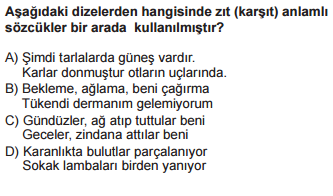 Aşağıdaki dizelerden hangisinde zıt (karşıt) anlamlı
sözcükler bir arada kullanılmıştır?
A) Şimdi tarlalarda güneş vardır.
Karlar donmuştur otların uçlarında.
B) Bekleme, ağlama, beni çağırma
Tükendi dermanım gelemiyorum
C) Gündüzler, ağ atıp tuttular beni
Geceler, zindana attılar beni
D) Karanlıkta bulutlar parçalanıyor
Sokak lambaları birden yanıyor